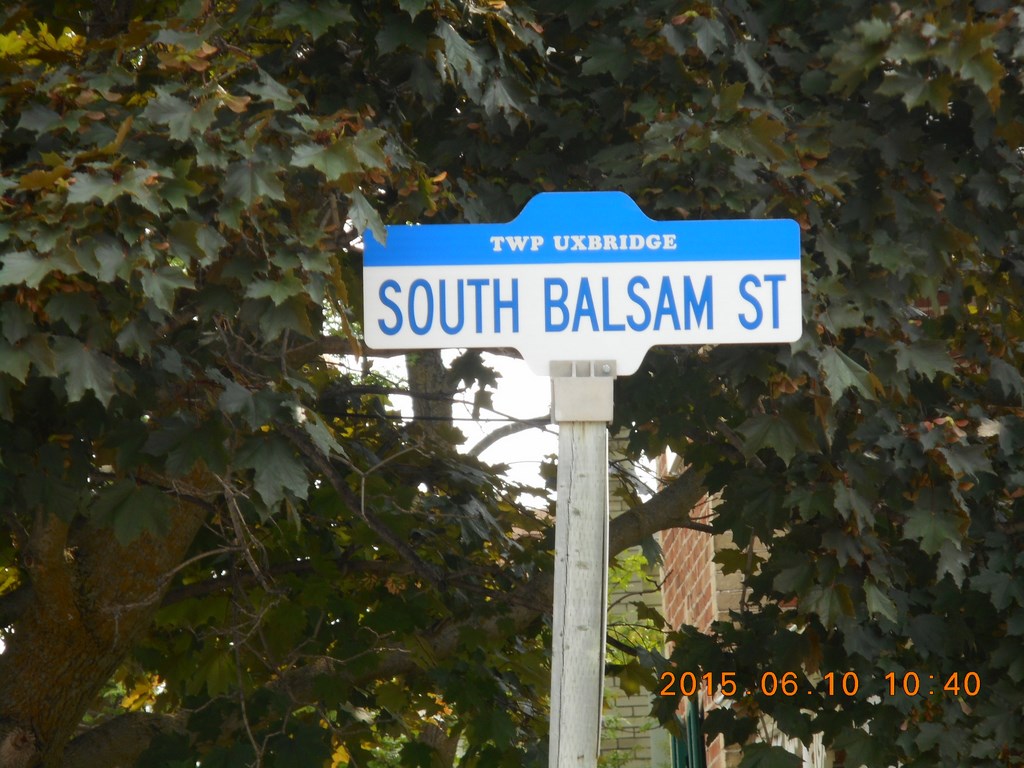 TWP UXBRIDGE
SOUTH BALSAM ST
2015.06.10 10:40